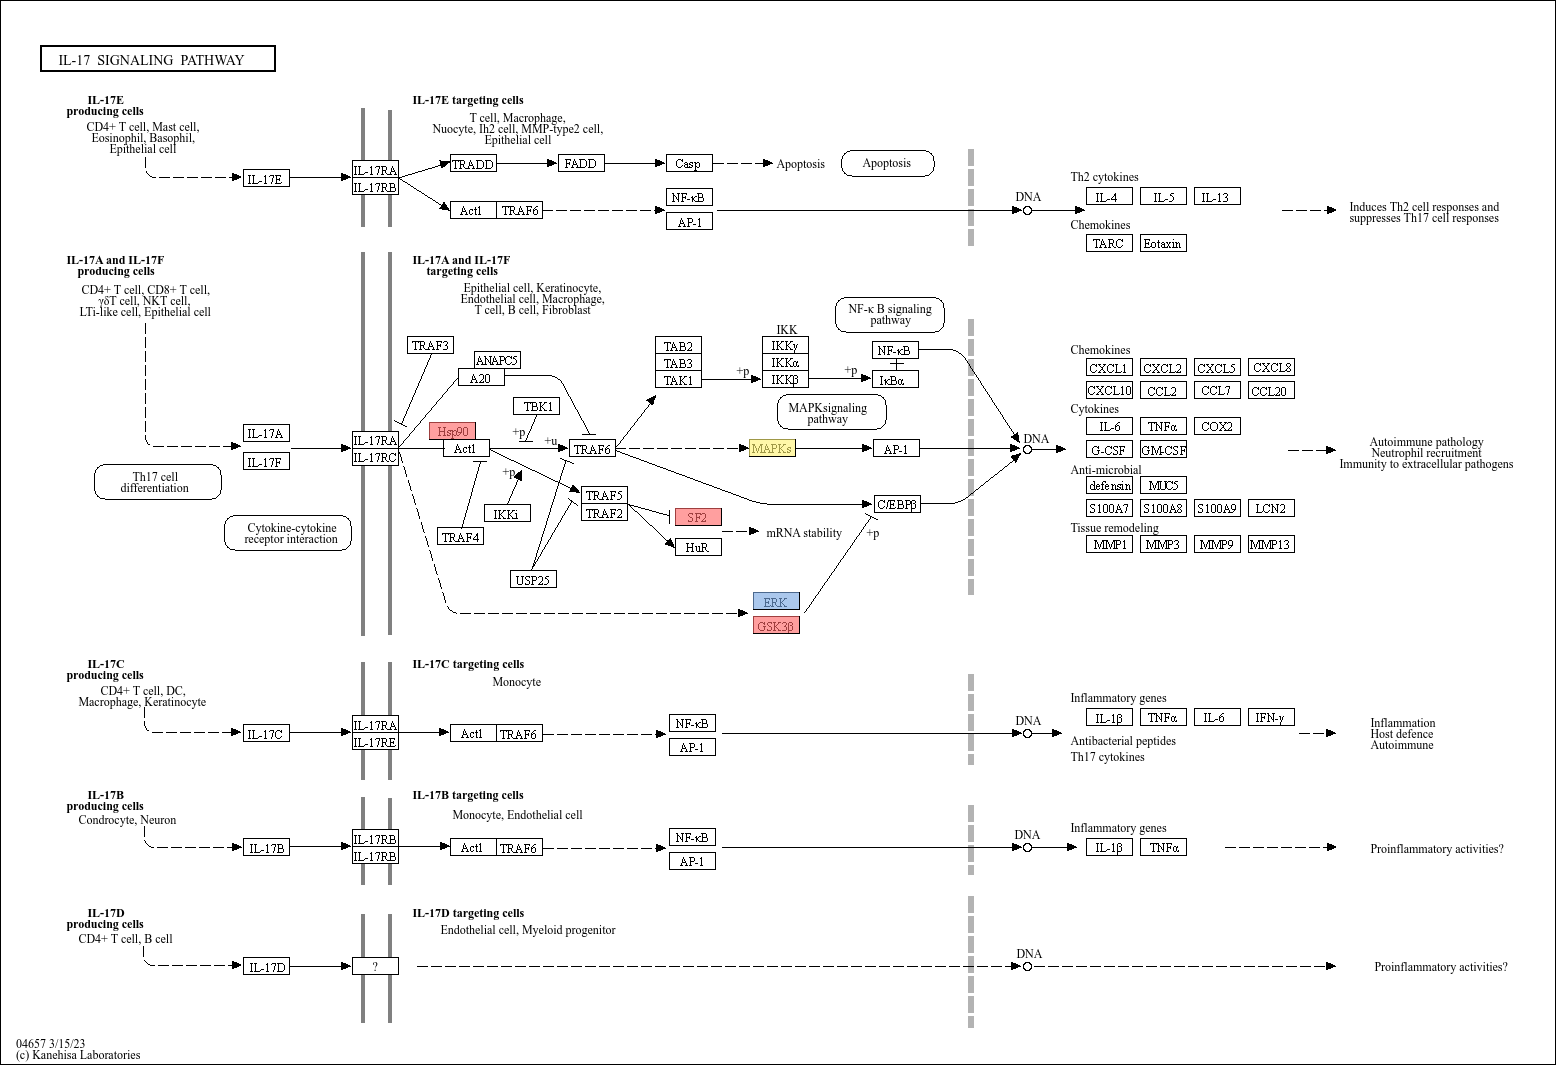 IL-17 SIGNALING PATHWAY
IL-17E
producing cells
CD4+ T cell, Mast cell,
Eosinophil, Basophil,
Epithelial cell
IL-17E
IL-17RA
IL-17RB
IL-17E targeting cells
T cell, Macrophage,
Nuocyte, Ih2 cell, MMP-type2 cell,
Epithelial cell
TRADD
FADD
Casp
Apoptosis
Apoptosis
Act1
TRAF6
NF-κB
AP-1
DNA
Th2 cytokines
IL-4
IL-5
IL-13
Chemokines
TARC
Eotaxin
Induces Th2 cell responses and
suppresses Th17 cell responses
IL-17A and IL-17F
producing cells
CD4+ T cell, CD8+ T cell,
γδT cell, NKT cell,
LTi-like cell, Epithelial cell
IL-17A and IL-17F
targeting cells
Epithelial cell, Keratinocyte,
Endothelial cell, Macrophage,
T cell, B cell, Fibroblast
NF-κ B signaling
pathway
TRAF3
ANAPC5
A20
TBK1
TAB2
TAB3
TAK1
+p
IKK
IKKγ
IKKα
IKKβ
+p
NF-κB
IκBα
MAPKsignaling
pathway
IL-17A
IL-17F
IL-17RA
IL-17RC
Hsp90
Act1
+p
+u
+p
TRAF6
MAPKs
AP-1
DNA
Th17 cell
differentiation
Cytokine-cytokine
receptor interaction
TRAF4
IKKi
TRAF5
TRAF2
USP25
SF2
HuR
mRNA stability
C/EBPβ
+p
ERK
GSK3β
Chemokines
CXCL1
CXCL2
CXCL5
CXCL8
CXCL10
CCL2
CCL7
CCL20
Cytokines
IL-6
TNFα
COX2
G-CSF
GM-CSF
Anti-microbial
defensin
MUC5
S100A7
S100A8
S100A9
LCN2
Tissue remodeling
MMP1
MMP3
MMP9
MMP13
Autoimmune pathology
Neutrophil recruitment
Immunity to extracellular pathogens
IL-17C
producing cells
CD4+ T cell, DC,
Macrophage, Keratinocyte
IL-17C
IL-17RA
IL-17RE
IL-17C targeting cells
Monocyte
Act1
TRAF6
NF-κB
AP-1
DNA
Inflammatory genes
IL-1β
TNFα
IL-6
IFN-γ
Antibacterial peptides
Th17 cytokines
Inflammation
Host defence
Autoimmune
IL-17B
producing cells
Condrocyte, Neuron
IL-17B
IL-17RB
IL-17RB
IL-17B targeting cells
Monocyte, Endothelial cell
Act1
TRAF6
NF-κB
AP-1
DNA
Inflammatory genes
IL-1β
TNFα
Proinflammatory activities?
IL-17D
producing cells
CD4+ T cell, B cell
IL-17D
?
IL-17D targeting cells
Endothelial cell, Myeloid progenitor
DNA
Proinflammatory activities?
04657 3/15/23
(c) Kanehisa Laboratories